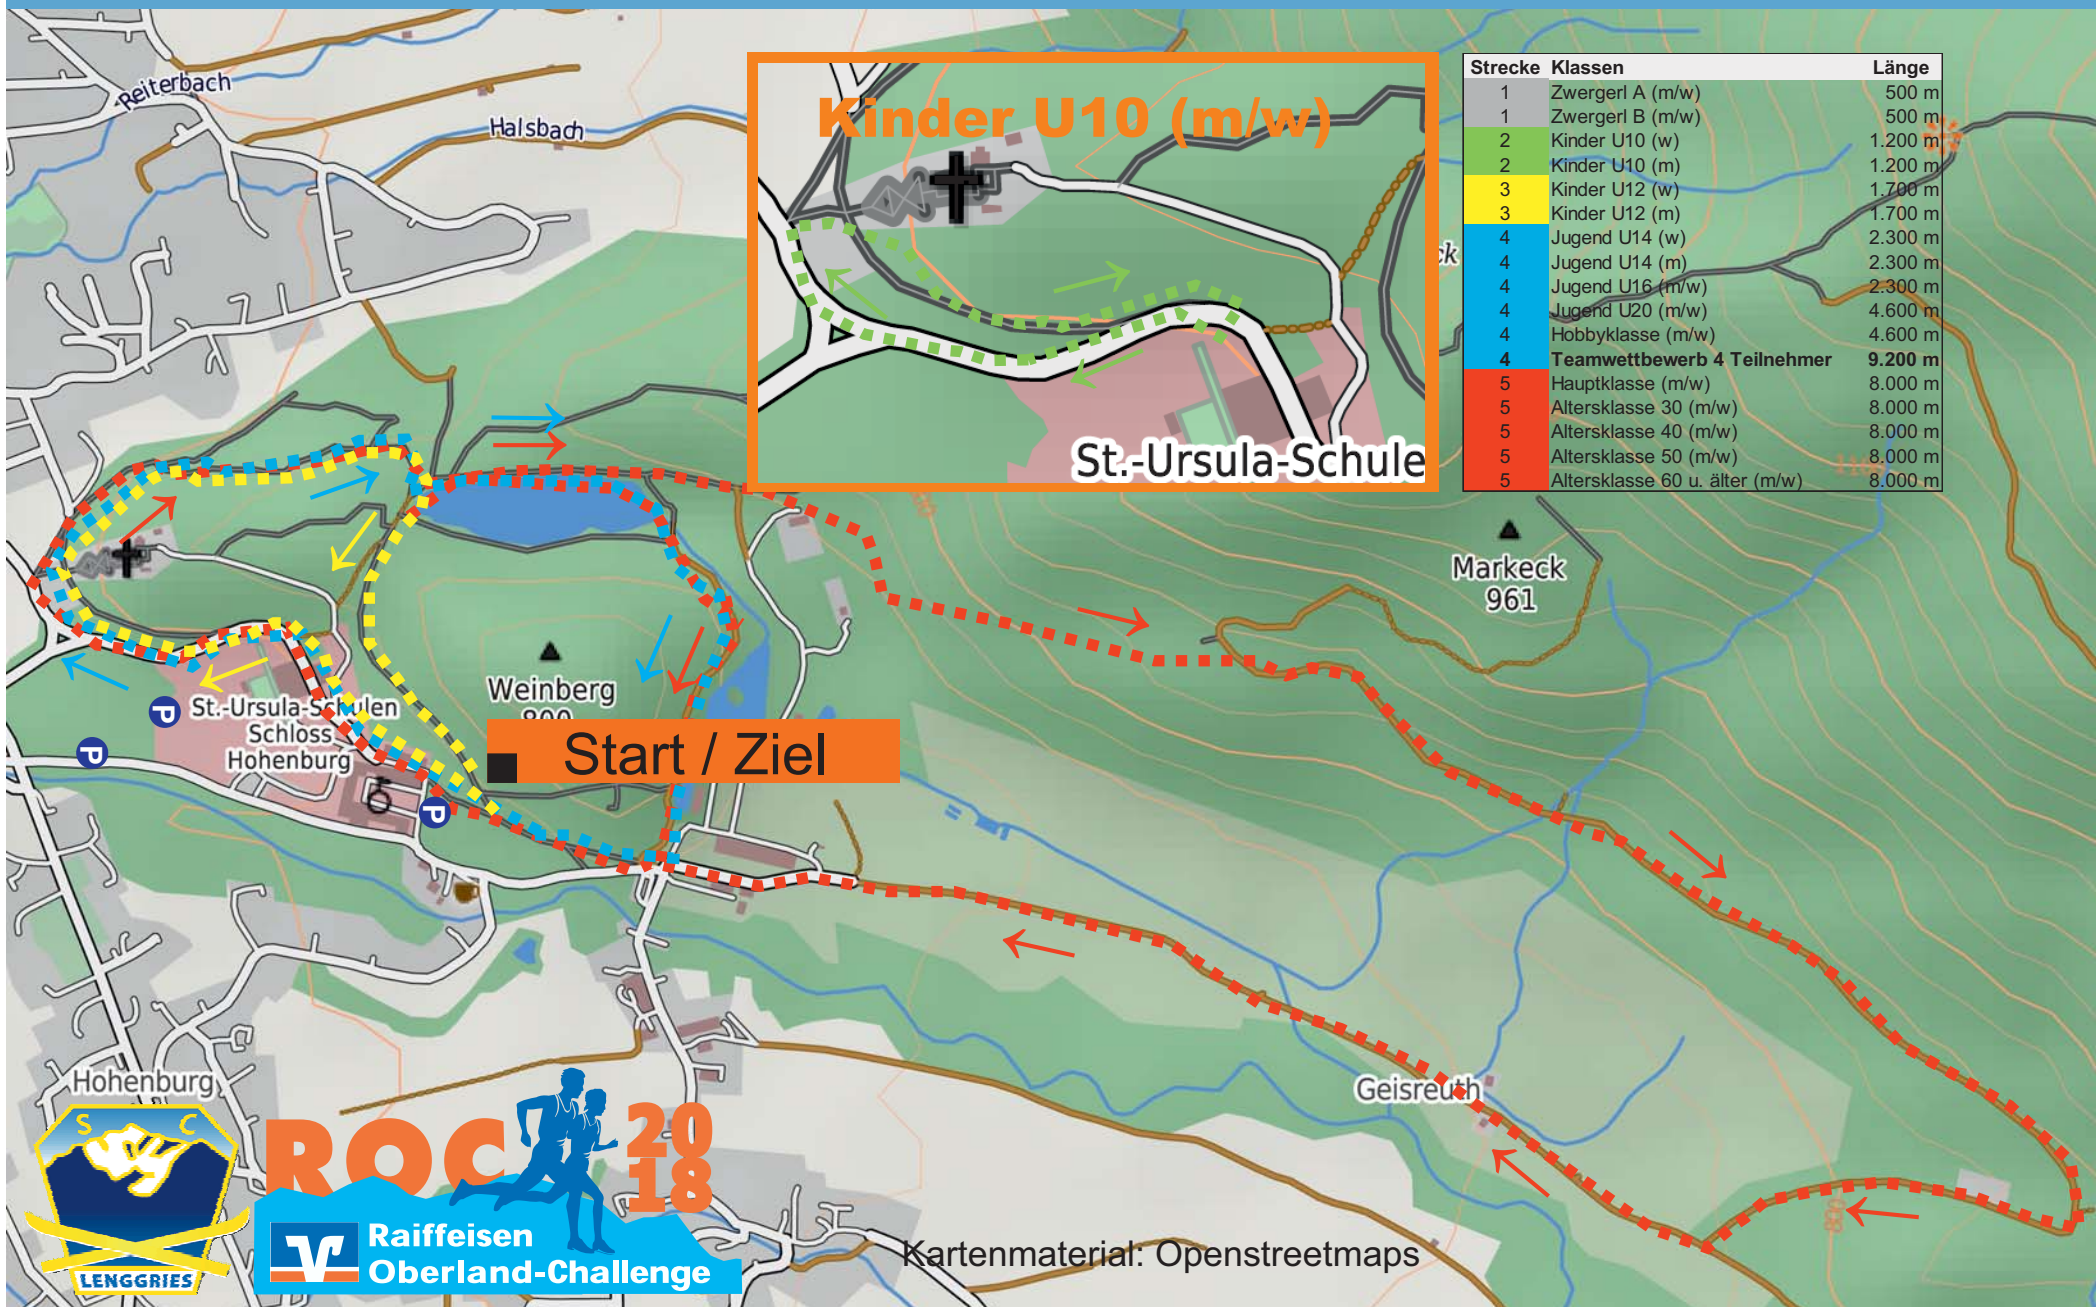 Reiterbach
Halsbach
Kinder U10 (m/w)
St.-Ursula-Schule
Strecke Klassen Länge
1 Zwergerl A (m/w) 500 m
1 Zwergerl B (m/w) 500 m
2 Kinder U10 (w) 1.200 m
2 Kinder U10 (m) 1.200 m
3 Kinder U12 (w) 1.700 m
3 Kinder U12 (m) 1.700 m
4 Jugend U14 (w) 2.300 m
4 Jugend U14 (m) 2.300 m
4 Jugend U16 (m/w) 2.300 m
4 Jugend U20 (m/w) 4.600 m
4 Hobbyklasse (m/w) 4.600 m
4 Teamwettbewerb 4 Teilnehmer 9.200 m
5 Hauptklasse (m/w) 8.000 m
5 Altersklasse 30 (m/w) 8.000 m
5 Altersklasse 40 (m/w) 8.000 m
5 Altersklasse 50 (m/w) 8.000 m
5 Altersklasse 60 u. älter (m/w) 8.000 m
ck
Markeck
961
Weinberg
800
Start / Ziel
St.-Ursula-Schulen
Schloss
Hohenburg
P
P
P
Geisreuth
800
Hohenburg
S C
LENGGRIES
ROC 2018
Raiffeisen
Oberland-Challenge
Kartenmaterial: Openstreetmaps